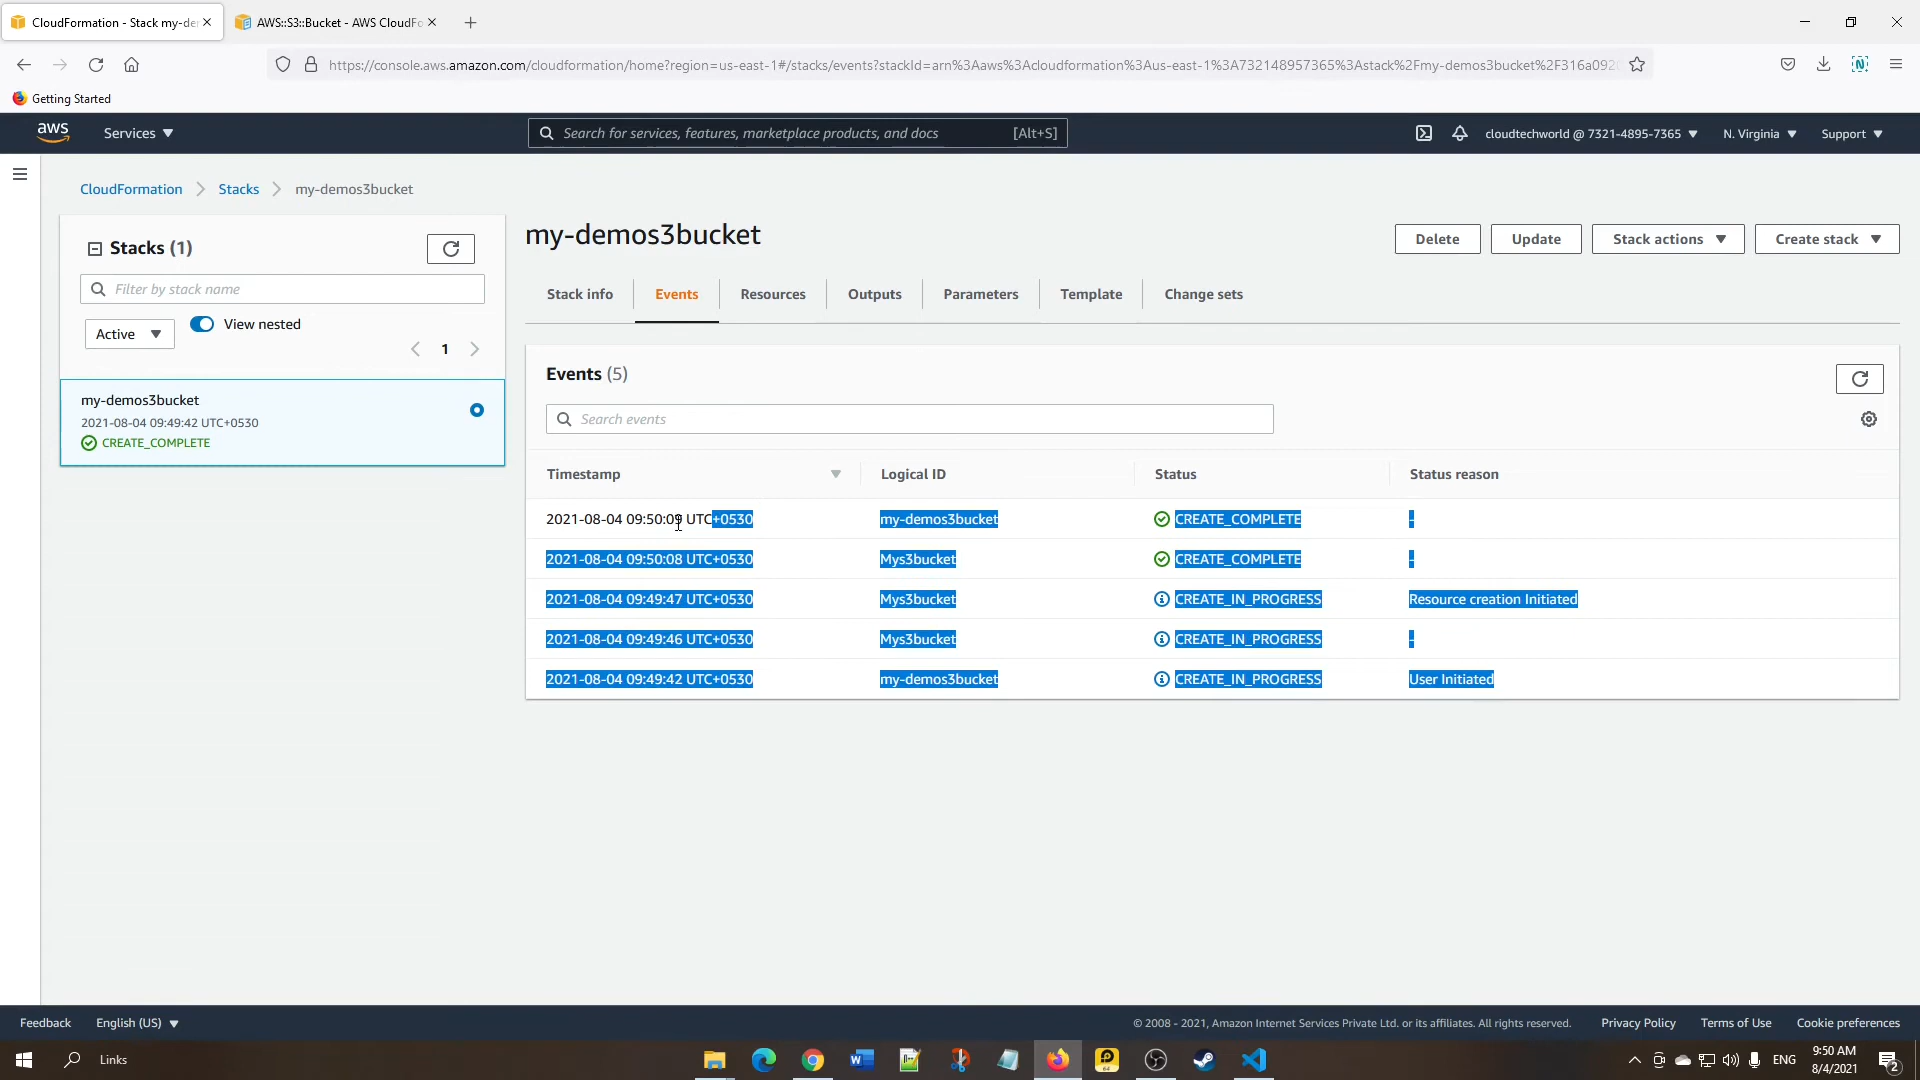 CloudFormation - Stack my-de
AWS::S3::Bucket - AWS CloudFo
https://console.aws.amazon.com/cloudformation/home?region=us-east-1#/stacks/events?stackId=arn%3Aaws%3Acloudformation%3Aus-east-1%3A732148957365%3Astack%2Fmy-demos3bucket%2F316a092
Getting Started
aws
Services
Search for services, features, marketplace products, and docs
[Alt+S]
cloudtechworld @ 7321-4895-7365
N. Virginia
Support
CloudFormation
Stacks
my-demos3bucket
Stacks (1)
Filter by stack name
Active
View nested
1
my-demos3bucket
2021-08-04 09:49:42 UTC+0530
CREATE_COMPLETE
my-demos3bucket
Delete
Update
Stack actions
Create stack
Stack info
Events
Resources
Outputs
Parameters
Template
Change sets
Events (5)
Search events
Timestamp Logical ID Status Status reason
2021-08-04 09:50:09 UTC+0530 my-demos3bucket CREATE_COMPLETE -
2021-08-04 09:50:08 UTC+0530 Mys3bucket CREATE_COMPLETE -
2021-08-04 09:49:47 UTC+0530 Mys3bucket CREATE_IN_PROGRESS Resource creation Initiated
2021-08-04 09:49:46 UTC+0530 Mys3bucket CREATE_IN_PROGRESS -
2021-08-04 09:49:42 UTC+0530 my-demos3bucket CREATE_IN_PROGRESS User Initiated
Feedback
English (US)
© 2008 - 2021, Amazon Internet Services Private Ltd. or its affiliates. All rights reserved.
Privacy Policy
Terms of Use
Cookie preferences
Links
ENG
9:50 AM
8/4/2021
2